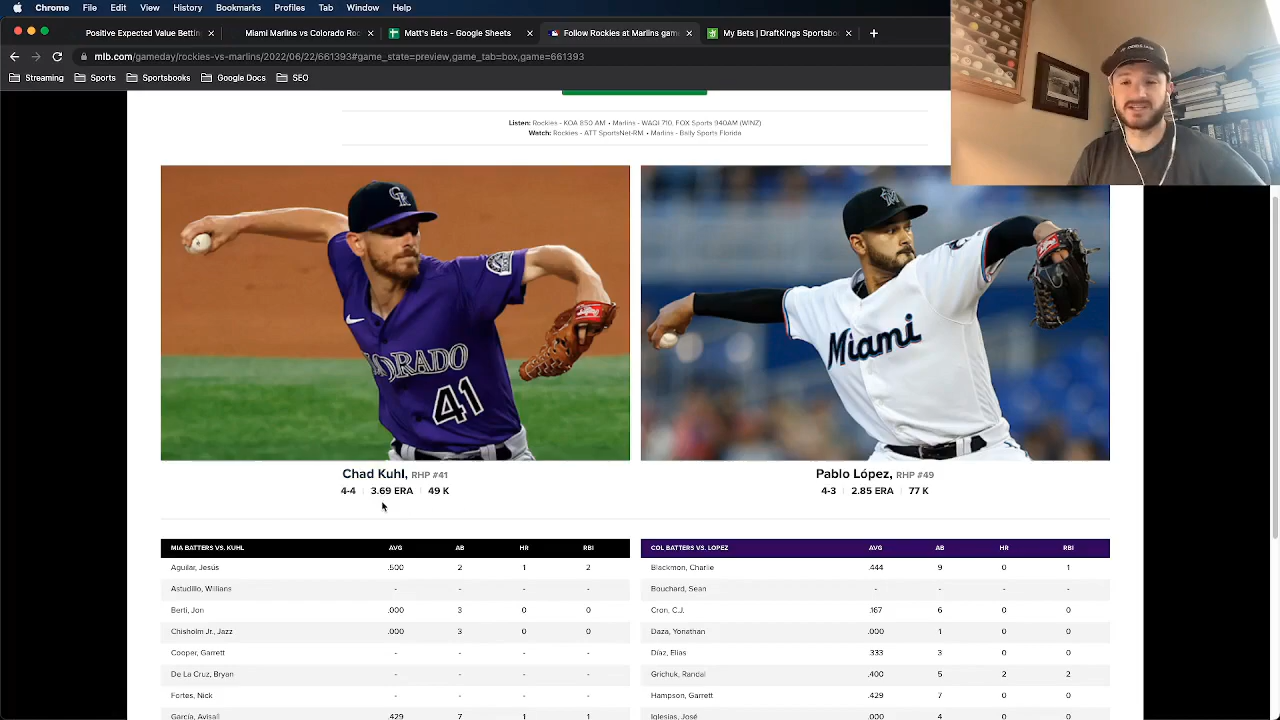 Chrome File Edit View History Bookmarks Profiles Tab Window Help
Positive Expected Value Bettin
Miami Marlins vs Colorado Roc
Matt's Bets - Google Sheets
Follow Rockies at Marlins game
My Bets | DraftKings Sportsbo
mlb.com/gameday/rockies-vs-marlins/2022/06/22/661393#game_state=preview,game_tab=box,game=661393
Streaming Sports Sportsbooks Google Docs SEO
Listen: Rockies - KOA 850 AM • Marlins - WAQI 710, FOX Sports 940AM (WINZ)
Watch: Rockies - ATT SportsNet-RM • Marlins - Bally Sports Florida
CR
ORADO
41
Miami
Chad Kuhl, RHP #41
4-4 3.69 ERA 49 K
Pablo López, RHP #49
4-3 2.85 ERA 77 K
MIA BATTERS VS. KUHL AVG AB HR RBI
Aguilar, Jesús .500 2 1 2
Astudillo, Willians - - - -
Berti, Jon .000 3 0 0
Chisholm Jr., Jazz .000 3 0 0
Cooper, Garrett - - - -
De La Cruz, Bryan - - - -
Fortes, Nick - - - -
García, Avisaíl .429 7 1 1
COL BATTERS VS. LOPEZ AVG AB HR RBI
Blackmon, Charlie .444 9 0 1
Bouchard, Sean - - - -
Cron, C.J. .167 6 0 0
Daza, Yonathan .000 1 0 0
Díaz, Elias .333 3 0 0
Grichuk, Randal .400 5 2 2
Hampson, Garrett .429 7 0 0
Iglesias, José .000 4 0 0